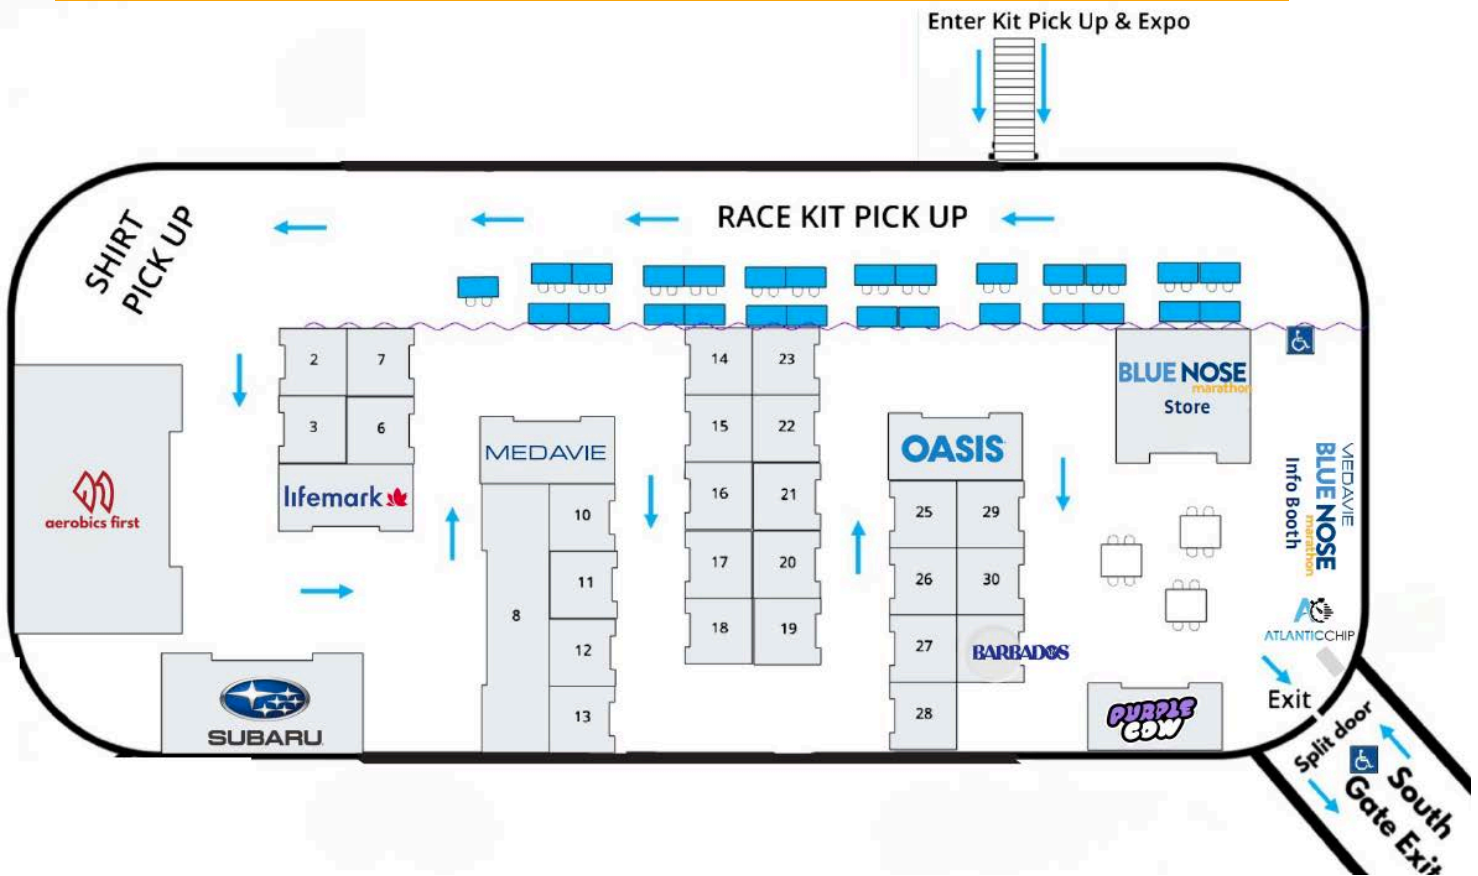 Enter Kit Pick Up & Expo
RACE KIT PICK UP
SHIRT
PICK UP
2 7
3 6
lifemark
aerobics first
SUBARU
MEDAVIE
8
10
11
12
13
14 23
15 22
16 21
17 20
18 19
OASIS
25 29
26 30
27
BARBADOS
28
BLUE NOSE
marathon
Store
MEDAVIE
BLUE NOSE
marathon
Info Booth
ATLANTICCHIP
PURPLE
COW
Exit
Split door
South
Gate Exit